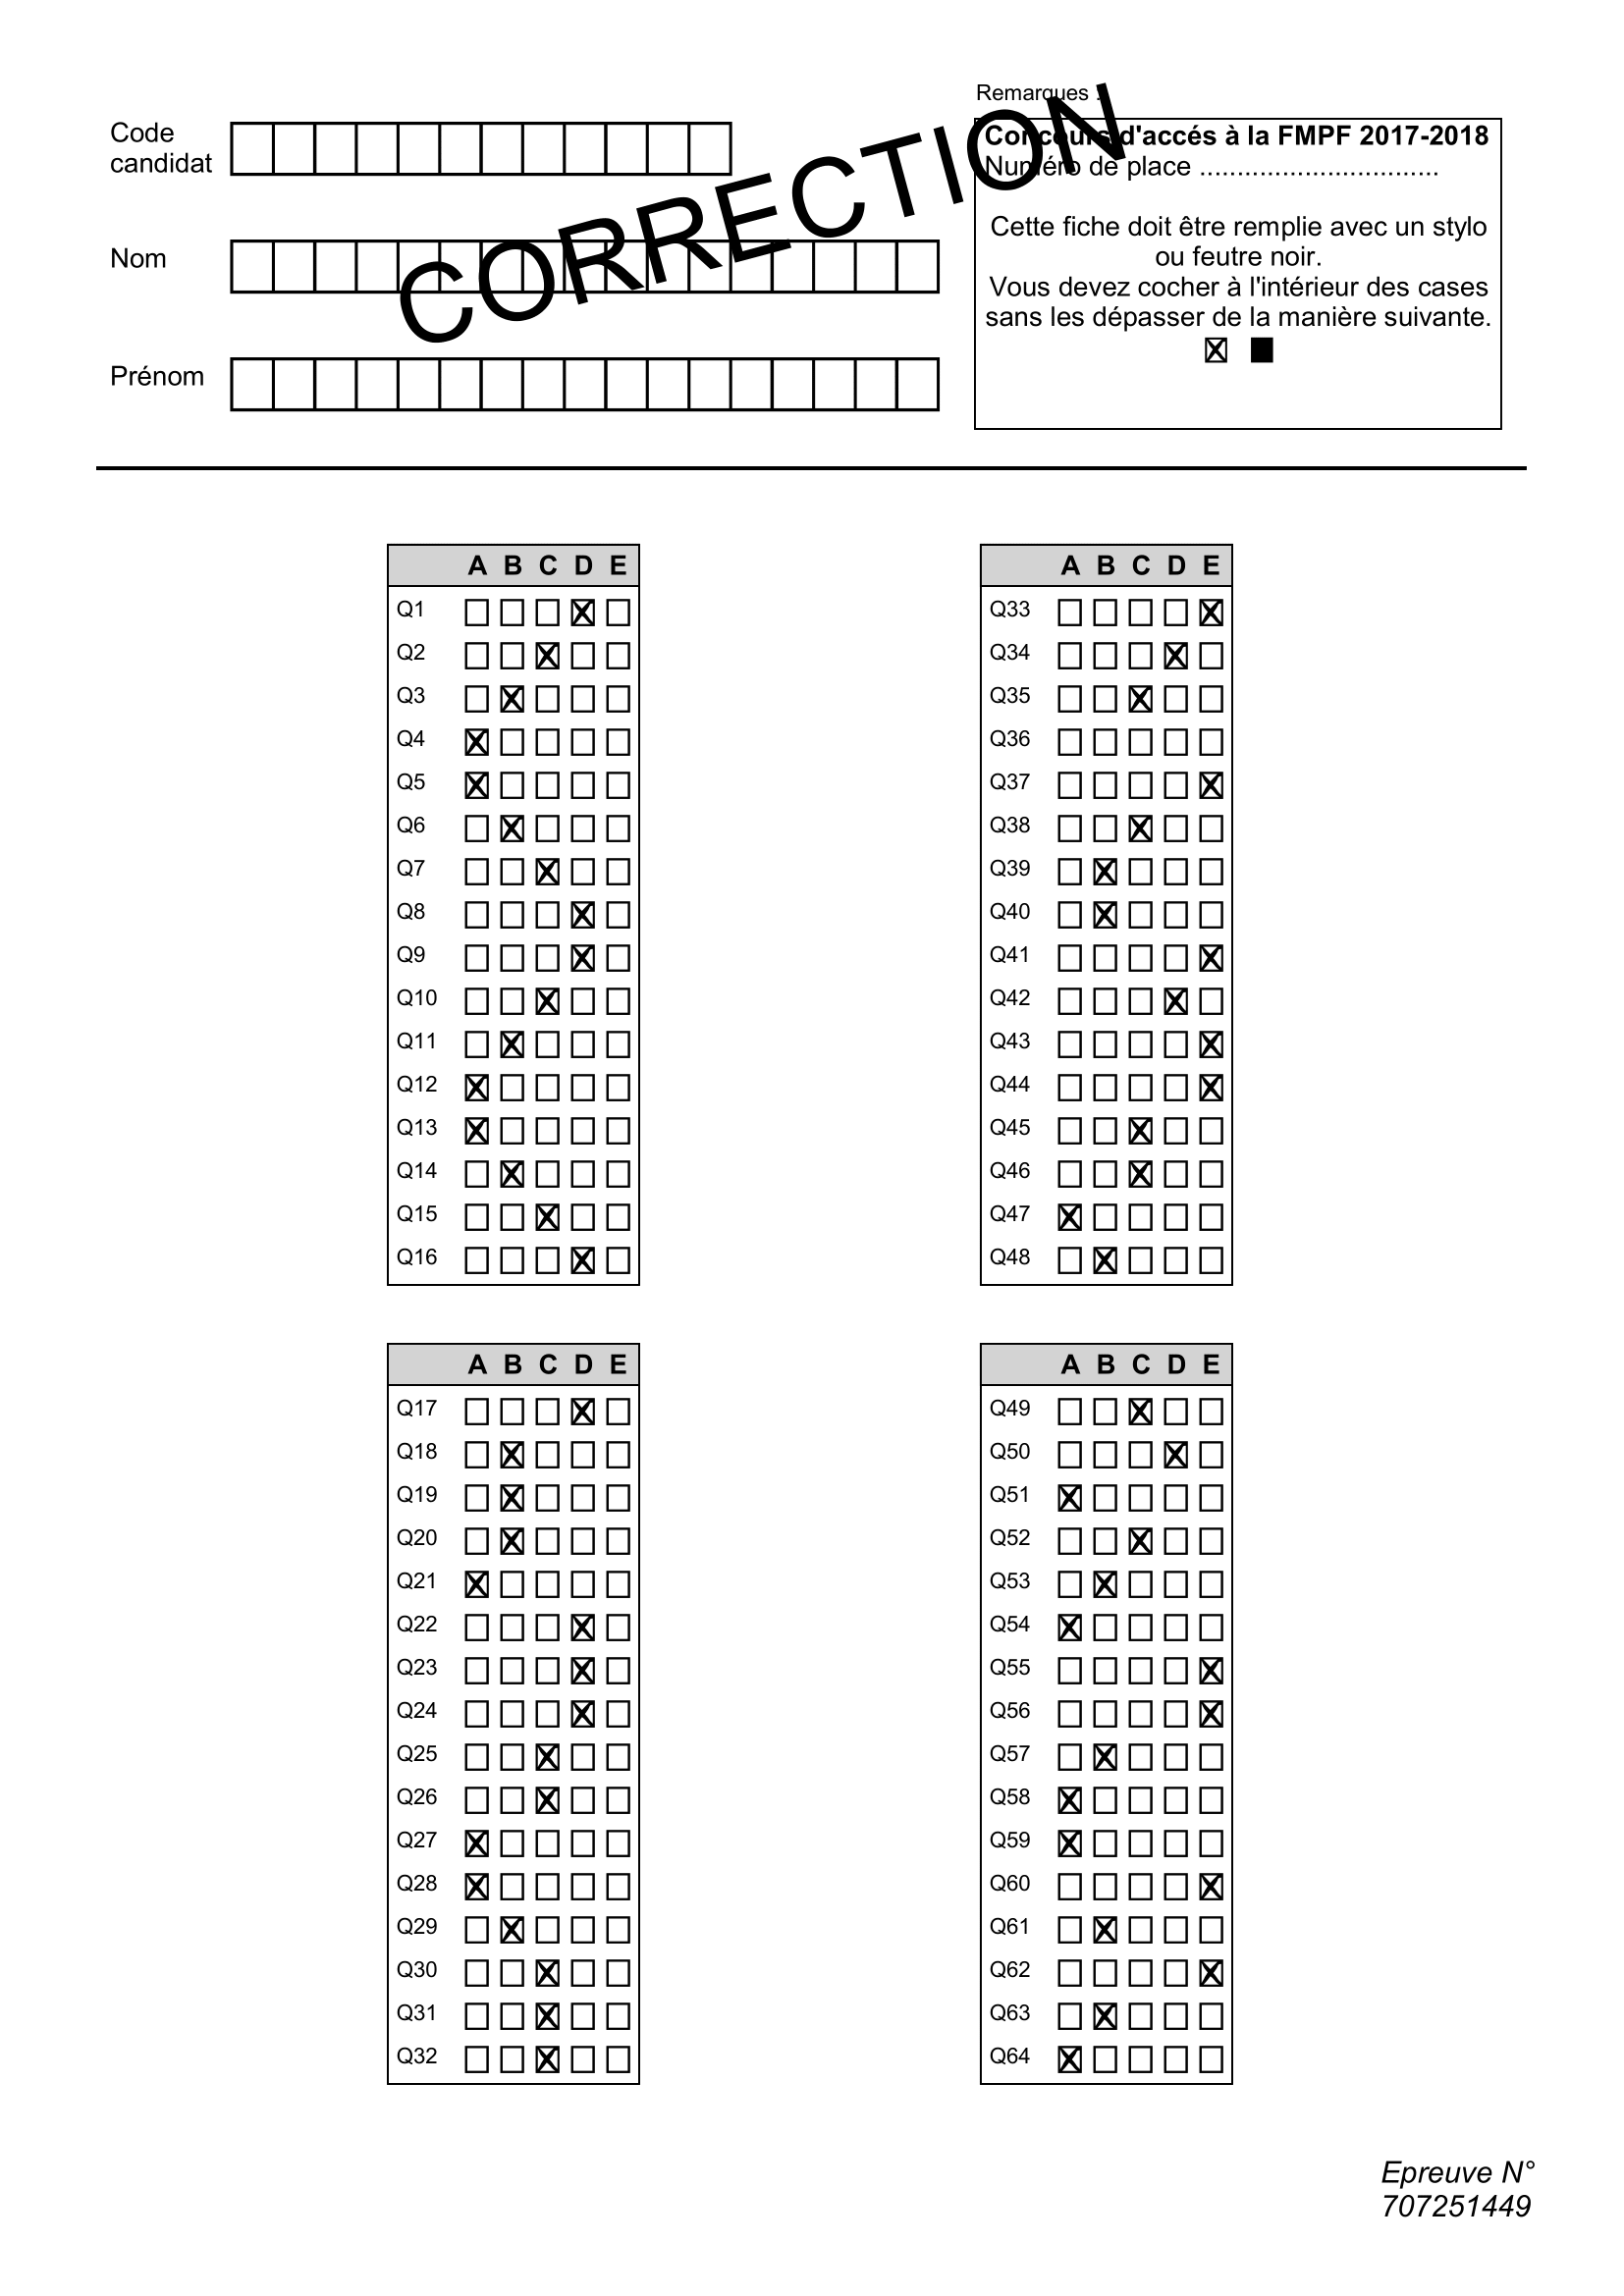 Code
candidat
Nom
Prénom
CORRECTION
Remarques :
Concours d'accés à la FMPF 2017-2018
Numéro de place ................................
Cette fiche doit être remplie avec un stylo
ou feutre noir.
Vous devez cocher à l'intérieur des cases
sans les dépasser de la manière suivante.
A B C D E
Q1
Q2
Q3
Q4
Q5
Q6
Q7
Q8
Q9
Q10
Q11
Q12
Q13
Q14
Q15
Q16
A B C D E
Q17
Q18
Q19
Q20
Q21
Q22
Q23
Q24
Q25
Q26
Q27
Q28
Q29
Q30
Q31
Q32
A B C D E
Q33
Q34
Q35
Q36
Q37
Q38
Q39
Q40
Q41
Q42
Q43
Q44
Q45
Q46
Q47
Q48
A B C D E
Q49
Q50
Q51
Q52
Q53
Q54
Q55
Q56
Q57
Q58
Q59
Q60
Q61
Q62
Q63
Q64
Epreuve N°
707251449